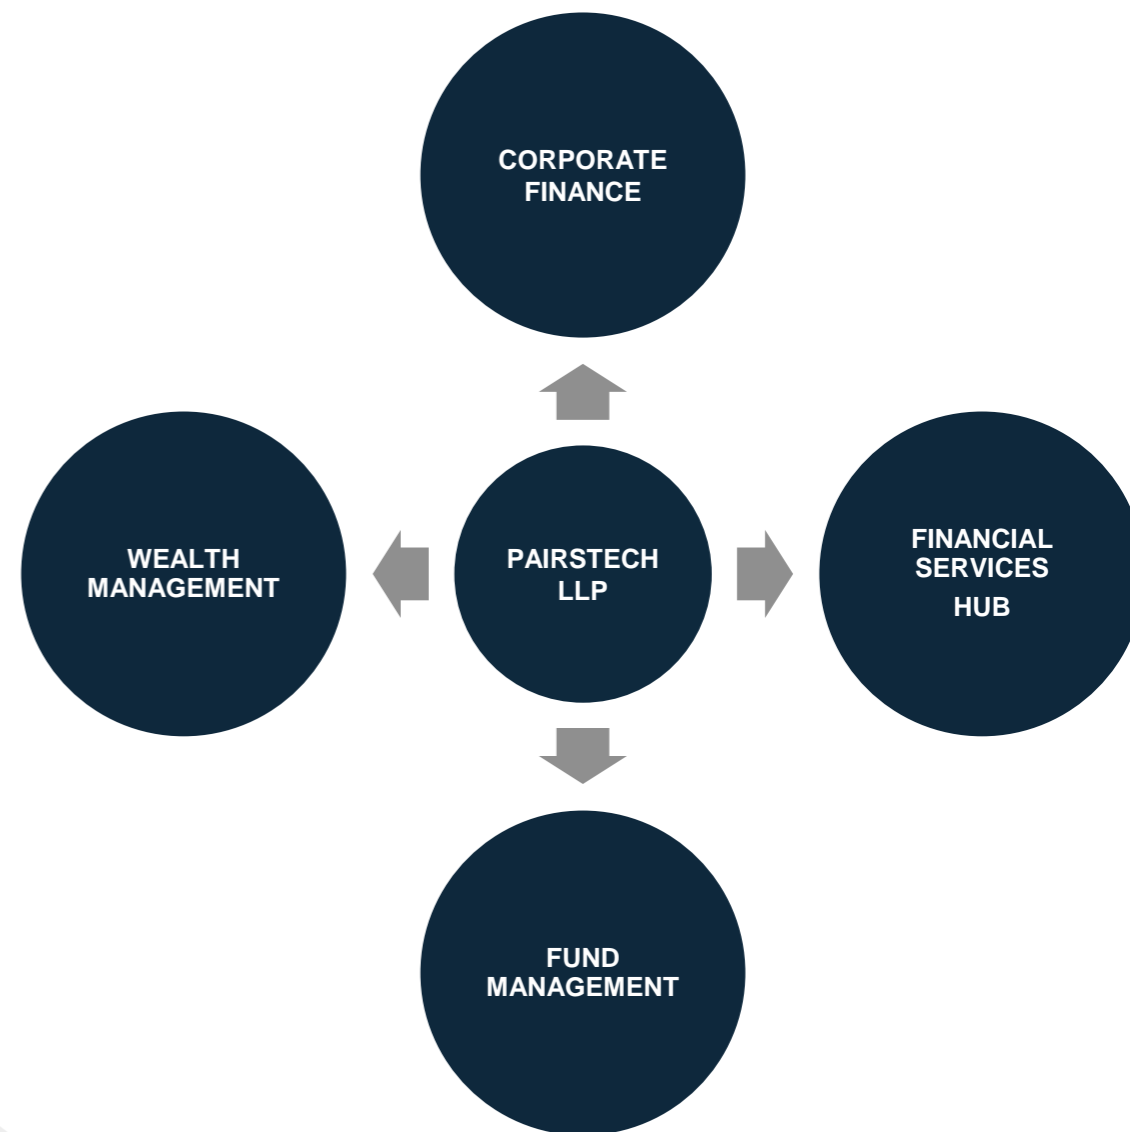 CORPORATE
FINANCE
WEALTH
MANAGEMENT
PAIRSTECH
LLP
FINANCIAL
SERVICES
HUB
FUND
MANAGEMENT